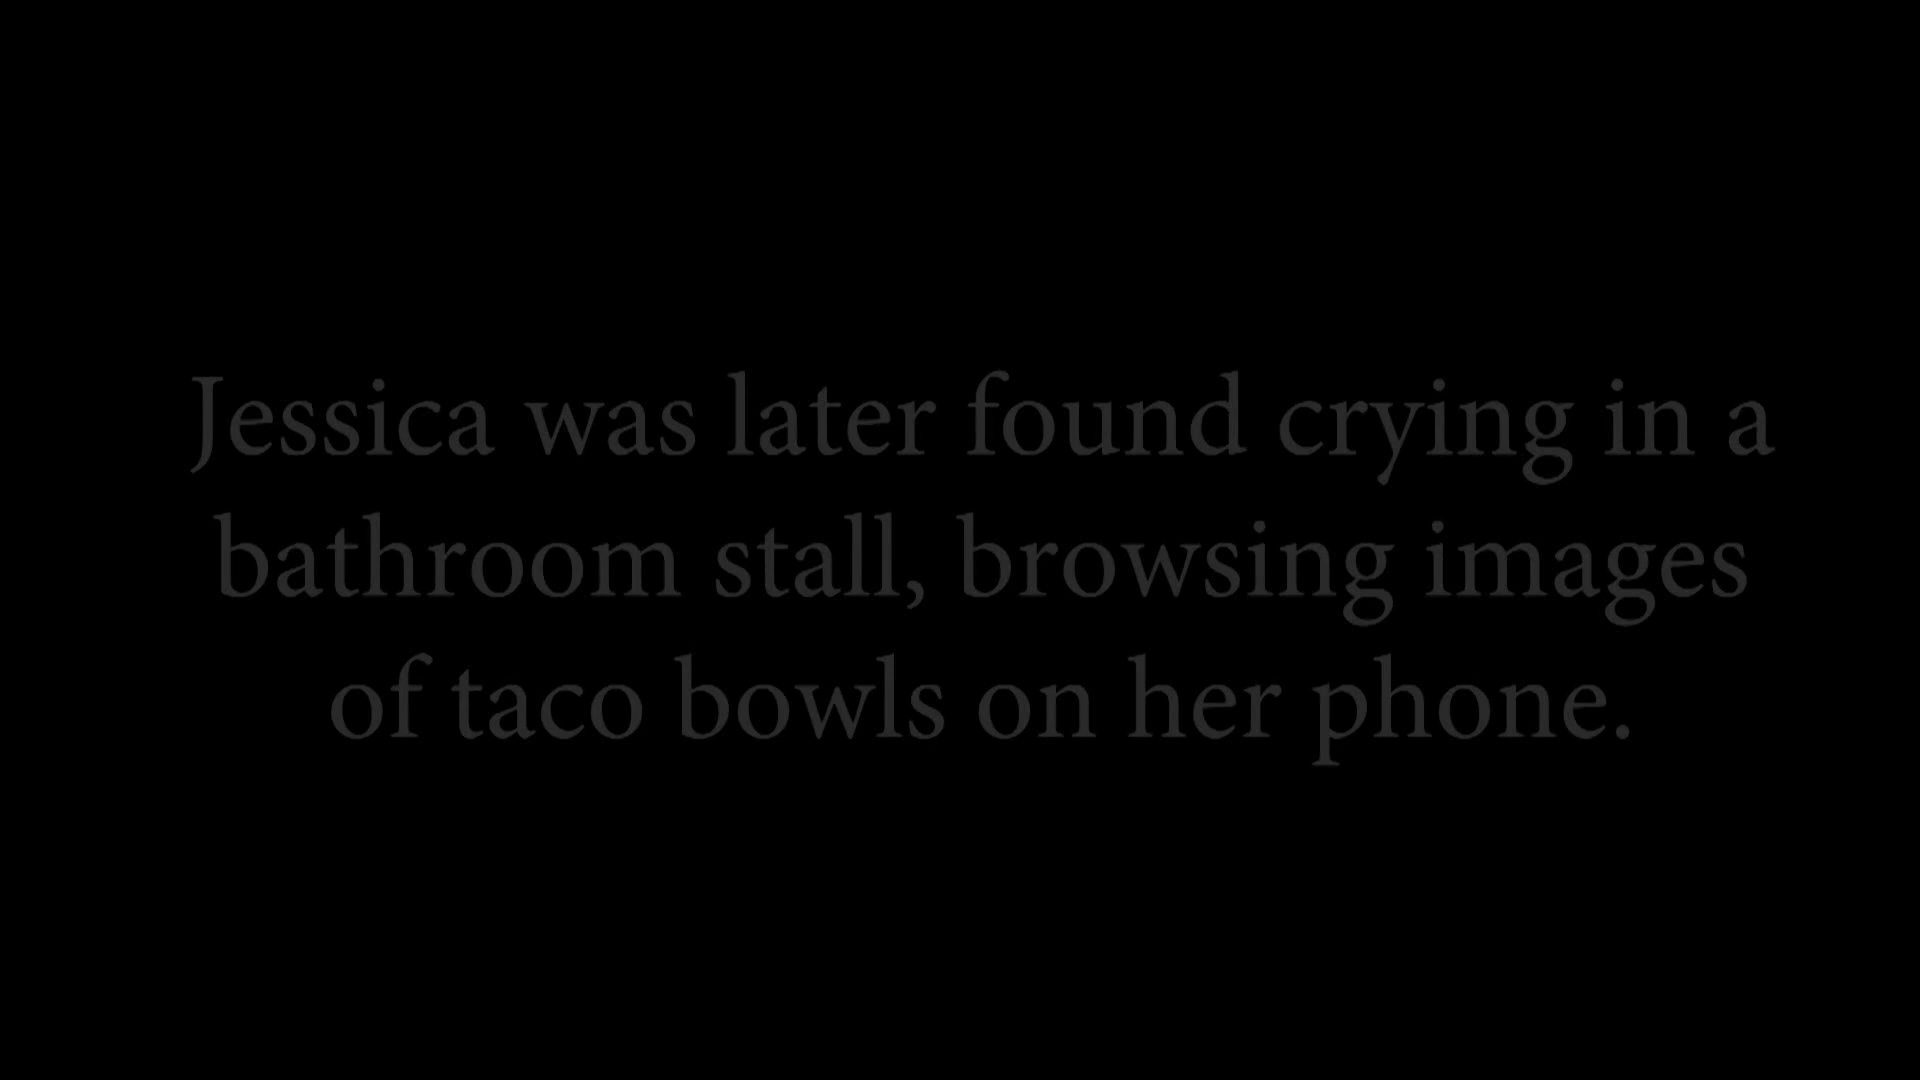 Jessica was later found crying in a
bathroom stall, browsing images
of taco bowls on her phone.